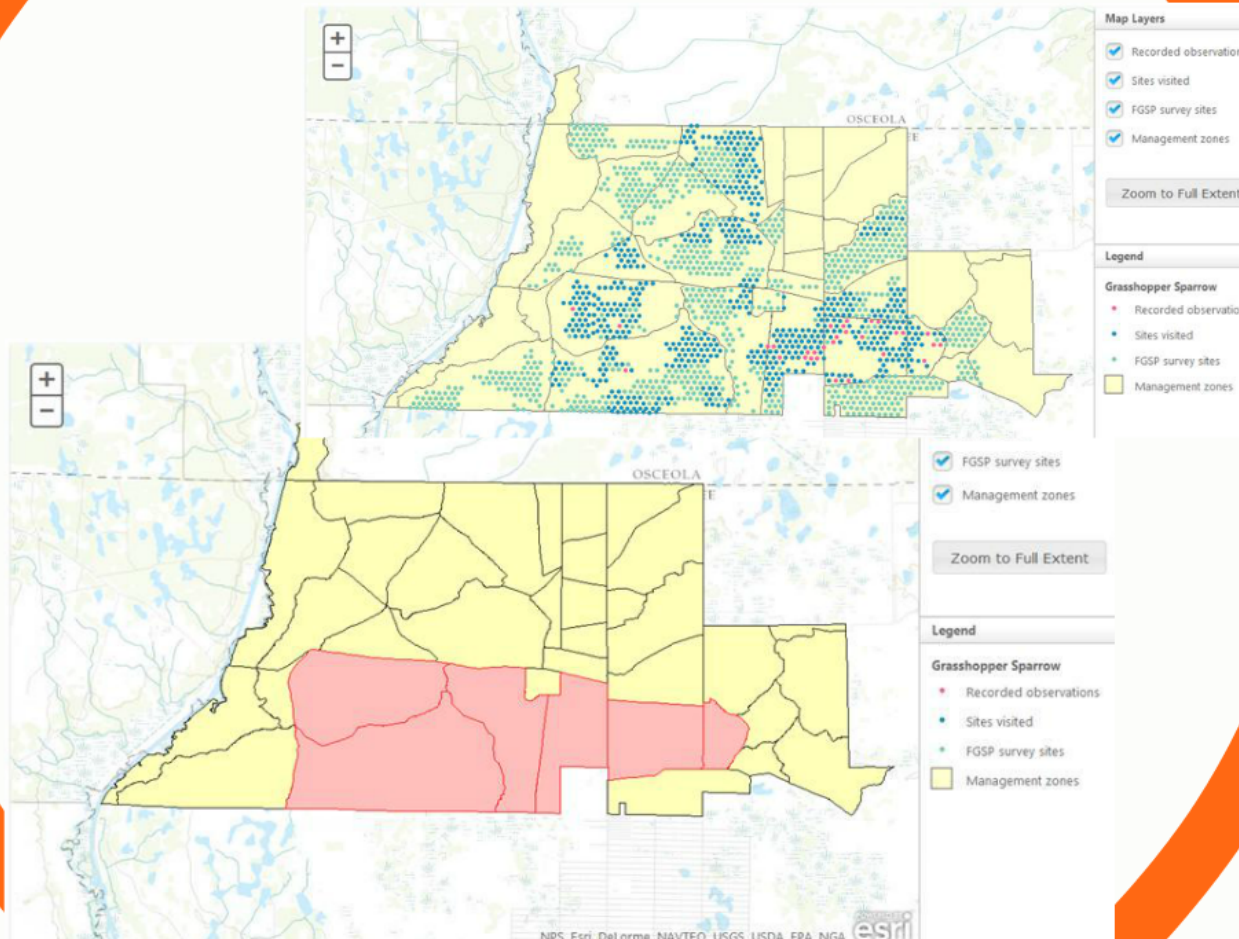 Map Layers
+
Recorded observation
−
Sites visited
FGSP survey sites
OSCEOLA
Management zones
Zoom to Full Extent
Legend
Grasshopper Sparrow
Recorded observatio
Sites visited
FGSP survey sites
Management zones
+
−
FGSP survey sites
OSCEOLA
EE
Management zones
Zoom to Full Extent
Legend
Grasshopper Sparrow
Recorded observations
Sites visited
FGSP survey sites
Management zones
NPS, Esri, DeLorme, NAVTEQ, USGS, USDA, EPA, NGA
esri